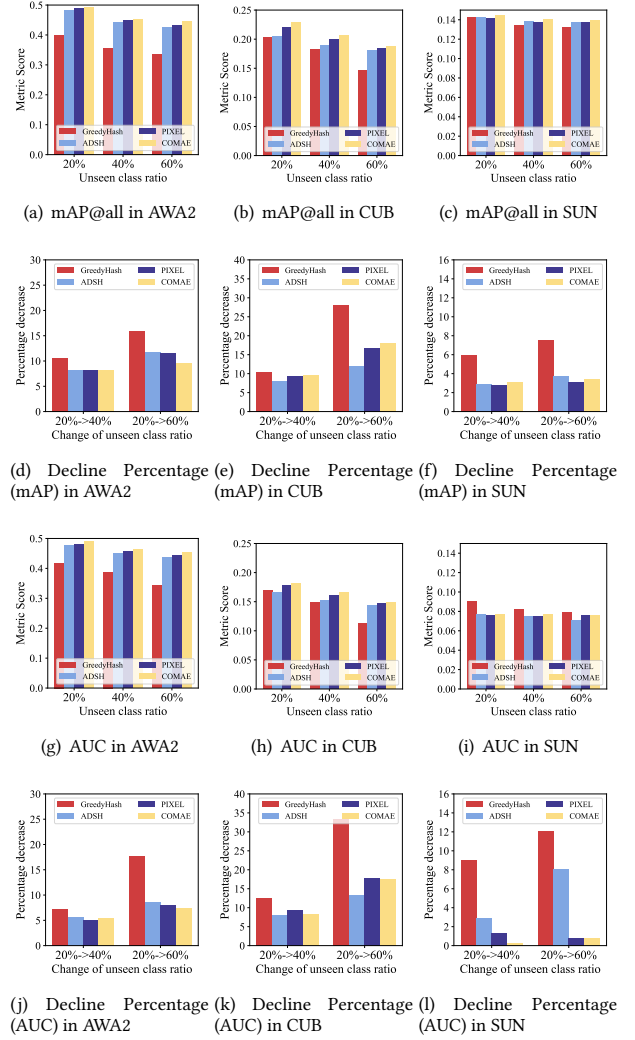 0.5
0.4
0.3
0.2
0.1
0.0
Metric Score
GreedyHash
ADSH
PIXEL
COMAE
20% 40% 60%
Unseen class ratio
(a) mAP@all in AWA2
0.25
0.20
0.15
0.10
0.05
0.00
Metric Score
GreedyHash
ADSH
PIXEL
COMAE
20% 40% 60%
Unseen class ratio
(b) mAP@all in CUB
0.14
0.12
0.10
0.08
0.06
0.04
0.02
0.00
Metric Score
GreedyHash
ADSH
PIXEL
COMAE
20% 40% 60%
Unseen class ratio
(c) mAP@all in SUN
30
25
20
15
10
5
0
Percentage decrease
GreedyHash
ADSH
PIXEL
COMAE
20%->40% 20%->60%
Change of unseen class ratio
(d) Decline Percentage
(mAP) in AWA2
40
35
30
25
20
15
10
5
0
Percentage decrease
GreedyHash
ADSH
PIXEL
COMAE
20%->40% 20%->60%
Change of unseen class ratio
(e) Decline Percentage
(mAP) in CUB
16
14
12
10
8
6
4
2
0
Percentage decrease
GreedyHash
ADSH
PIXEL
COMAE
20%->40% 20%->60%
Change of unseen class ratio
(f) Decline Percentage
(mAP) in SUN
0.5
0.4
0.3
0.2
0.1
0.0
Metric Score
GreedyHash
ADSH
PIXEL
COMAE
20% 40% 60%
Unseen class ratio
(g) AUC in AWA2
0.25
0.20
0.15
0.10
0.05
0.00
Metric Score
GreedyHash
ADSH
PIXEL
COMAE
20% 40% 60%
Unseen class ratio
(h) AUC in CUB
0.14
0.12
0.10
0.08
0.06
0.04
0.02
0.00
Metric Score
GreedyHash
ADSH
PIXEL
COMAE
20% 40% 60%
Unseen class ratio
(i) AUC in SUN
30
25
20
15
10
5
0
Percentage decrease
GreedyHash
ADSH
PIXEL
COMAE
20%->40% 20%->60%
Change of unseen class ratio
(j) Decline Percentage
(AUC) in AWA2
40
35
30
25
20
15
10
5
0
Percentage decrease
GreedyHash
ADSH
PIXEL
COMAE
20%->40% 20%->60%
Change of unseen class ratio
(k) Decline Percentage
(AUC) in CUB
16
14
12
10
8
6
4
2
0
Percentage decrease
GreedyHash
ADSH
PIXEL
COMAE
20%->40% 20%->60%
Change of unseen class ratio
(l) Decline Percentage
(AUC) in SUN